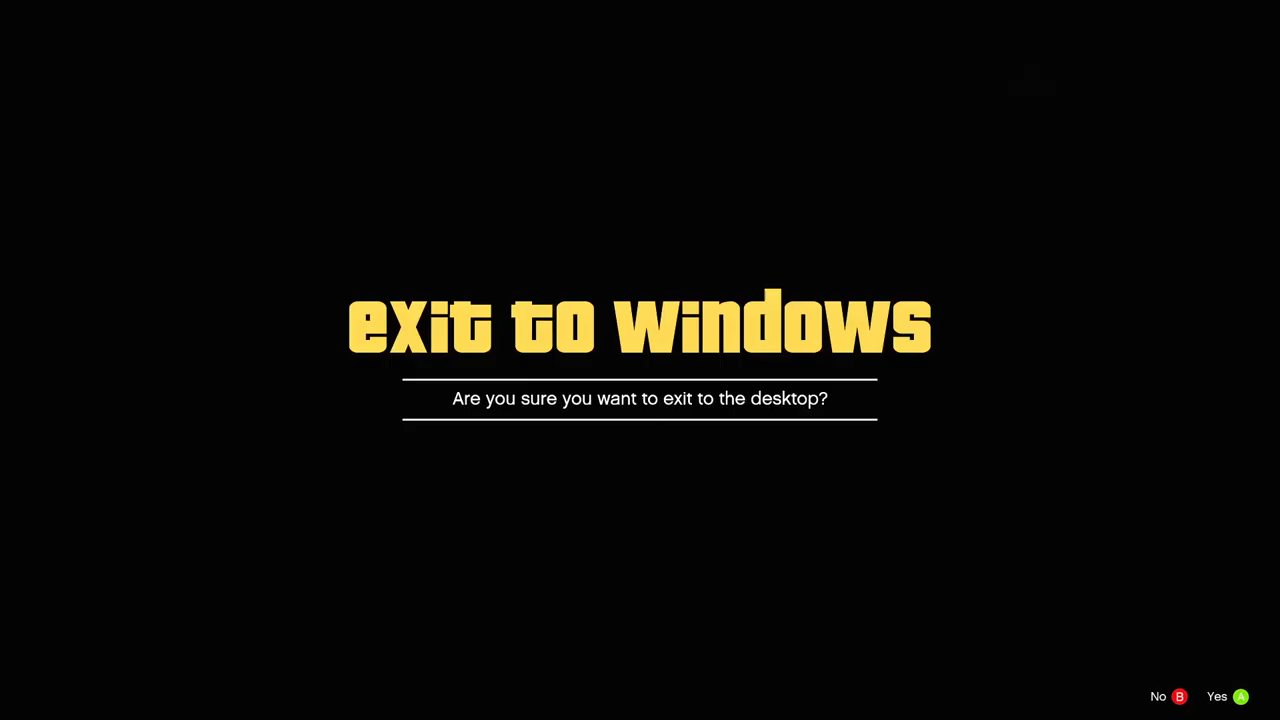 exit to windows
Are you sure you want to exit to the desktop?
No B Yes A